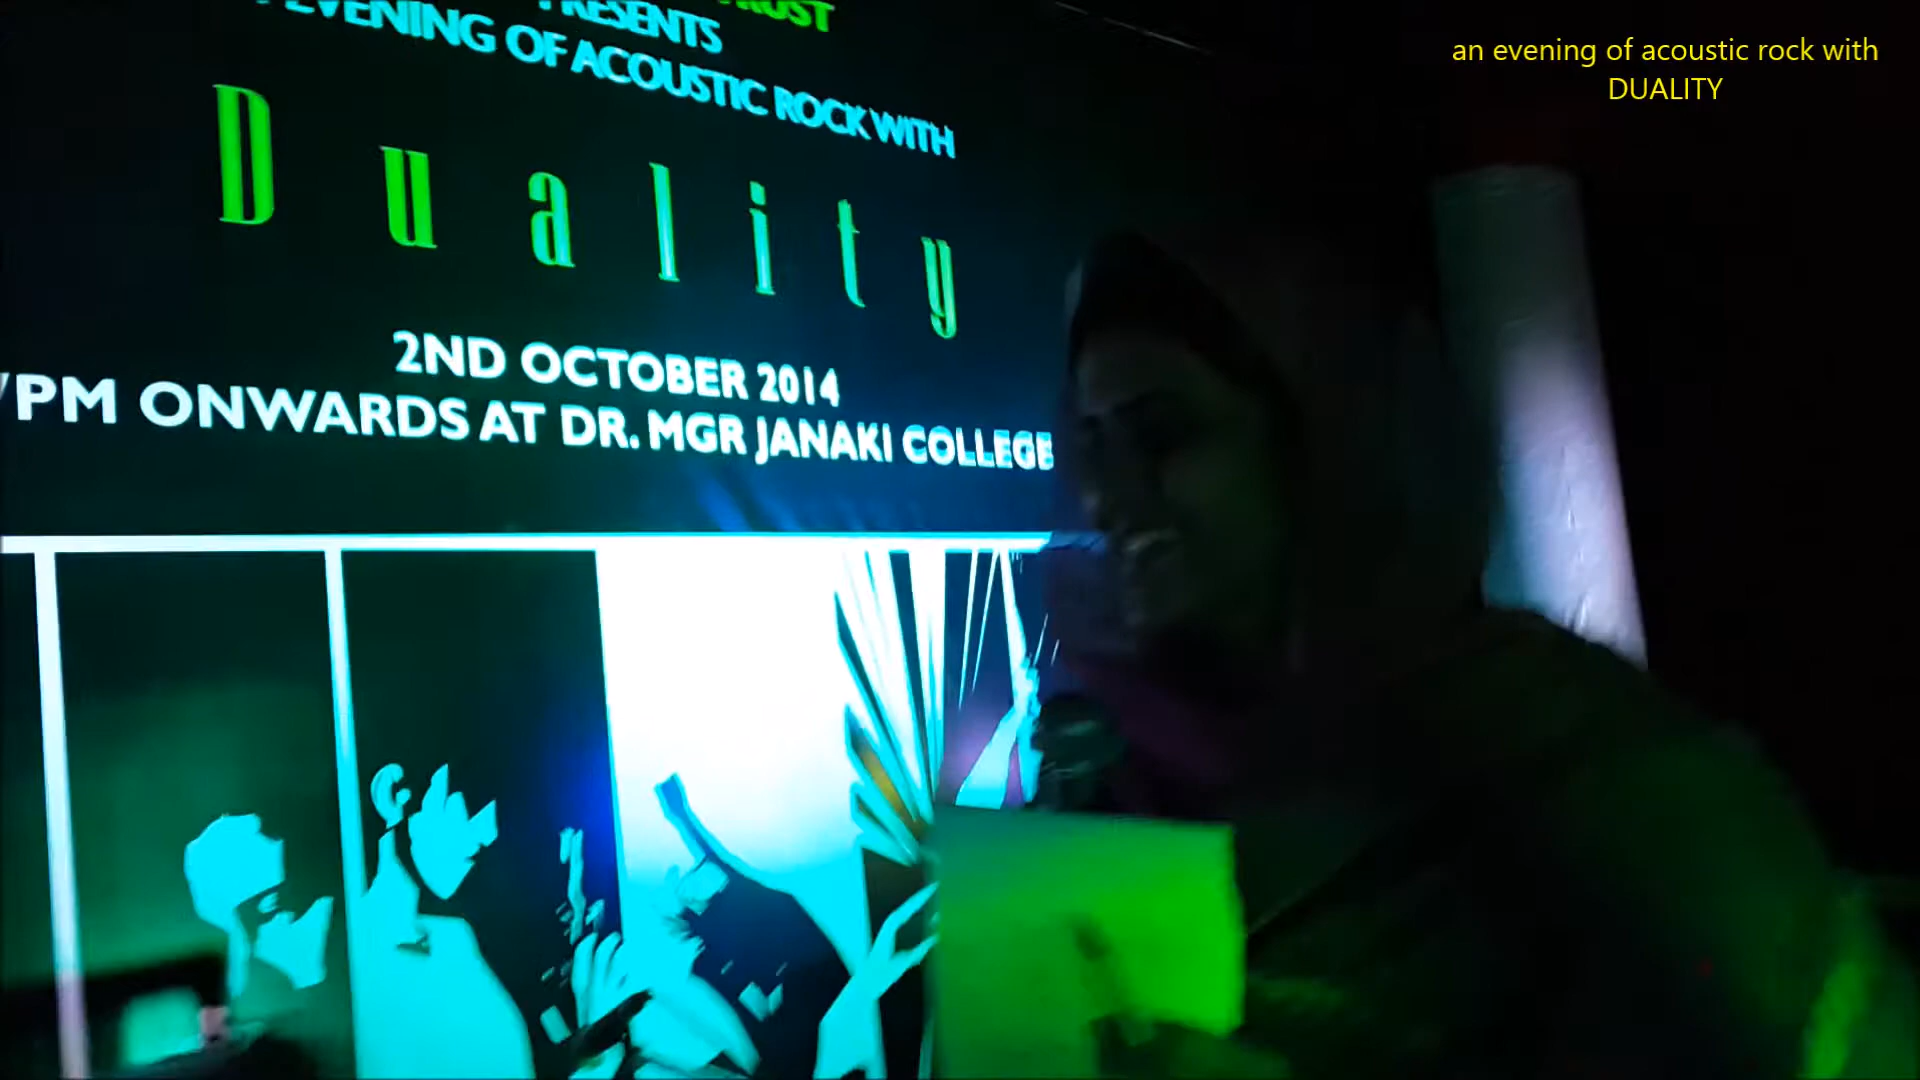 TRUST
PRESENTS
EVENING OF ACOUSTIC ROCK WITH
Duality
2ND OCTOBER 2014
PM ONWARDS AT DR. MGR JANAKI COLLEGE
an evening of acoustic rock with
DUALITY